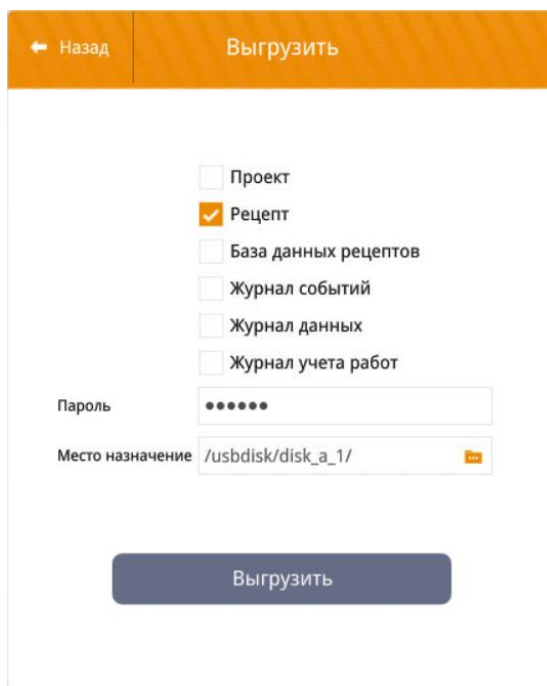 Назад
Выгрузить
Проект
Рецепт
База данных рецептов
Журнал событий
Журнал данных
Журнал учета работ
Пароль ●●●●●●
Место назначение /usbdisk/disk_a_1/
Выгрузить